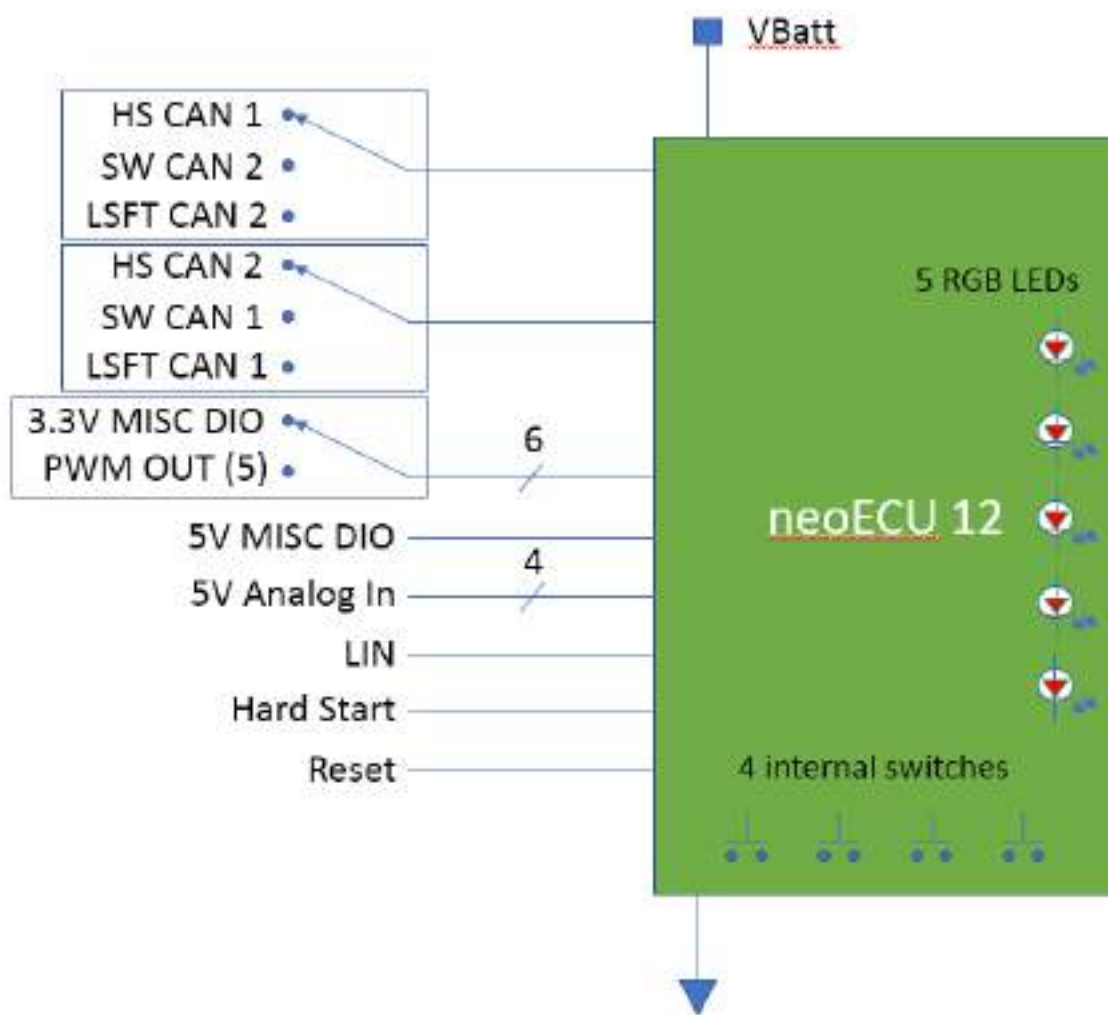 VBatt
HS CAN 1
SW CAN 2
LSFT CAN 2
HS CAN 2
SW CAN 1
LSFT CAN 1
3.3V MISC DIO
PWM OUT (5)
6
5V MISC DIO
4
5V Analog In
LIN
Hard Start
Reset
5 RGB LEDs
neoECU 12
4 internal switches